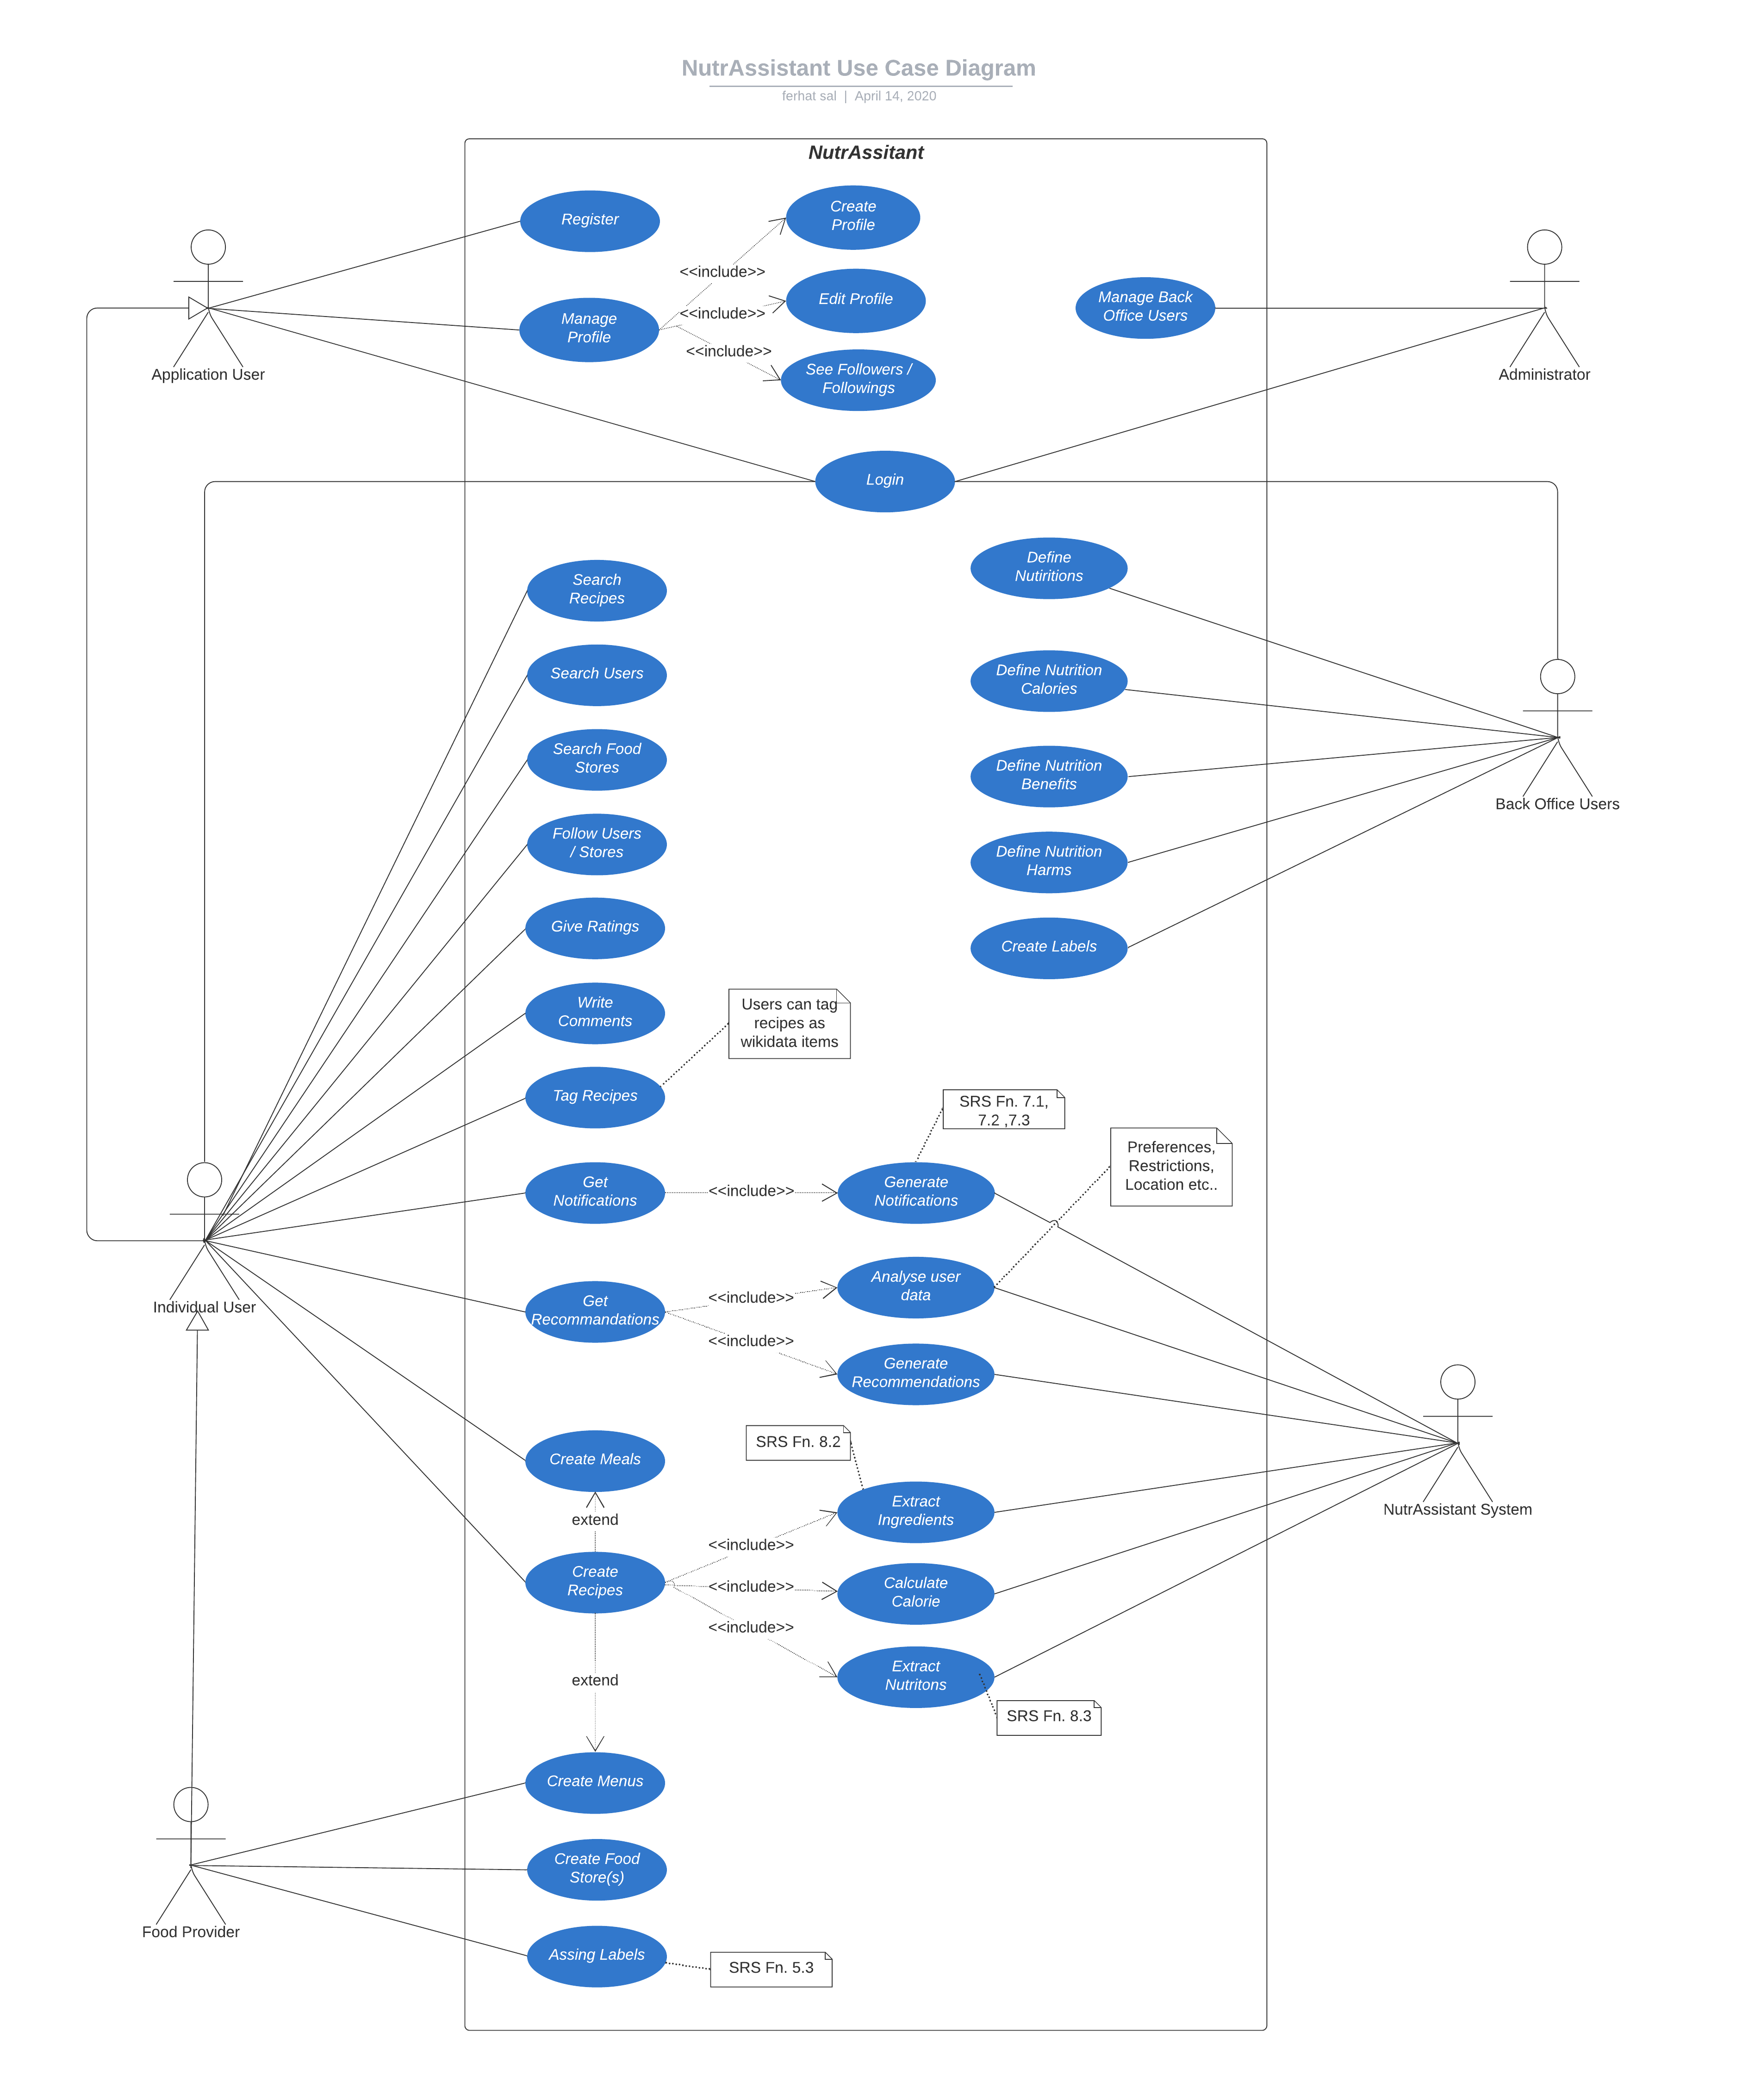 NutrAssistant Use Case Diagram
ferhat sal | April 14, 2020
NutrAssitant
Register
Create
Profile
<<include>>
Edit Profile
Manage
Profile
<<include>>
<<include>>
See Followers /
Followings
Manage Back
Office Users
Application User
Administrator
Login
Search
Recipes
Define
Nutiritions
Search Users
Define Nutrition
Calories
Search Food
Stores
Define Nutrition
Benefits
Back Office Users
Follow Users
/ Stores
Define Nutrition
Harms
Give Ratings
Create Labels
Write
Comments
Users can tag
recipes as
wikidata items
Tag Recipes
SRS Fn. 7.1,
7.2 ,7.3
Preferences,
Restrictions,
Location etc..
Get
Notifications
<<include>>
Generate
Notifications
Individual User
Get
Recommandations
<<include>>
Analyse user
data
<<include>>
Generate
Recommendations
Create Meals
SRS Fn. 8.2
extend
Extract
Ingredients
NutrAssistant System
<<include>>
Create
Recipes
<<include>>
Calculate
Calorie
<<include>>
extend
Extract
Nutritons
SRS Fn. 8.3
Create Menus
Create Food
Store(s)
Food Provider
Assing Labels
SRS Fn. 5.3